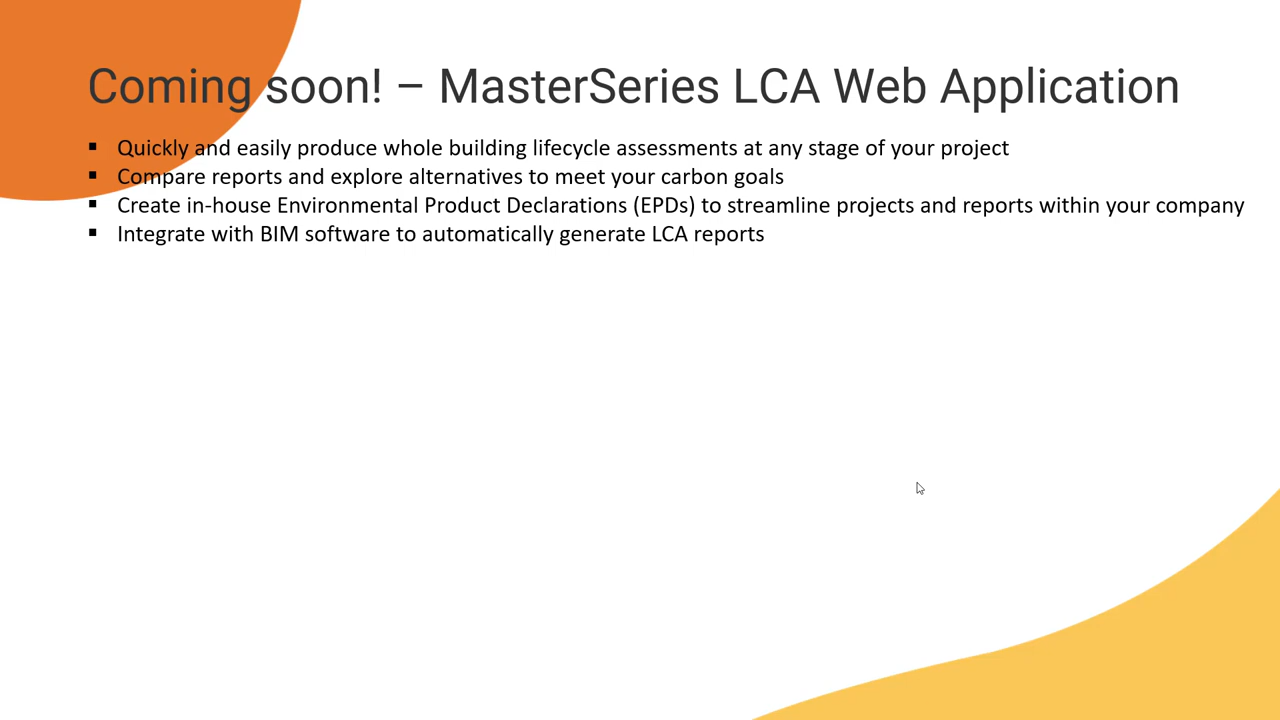 Coming soon! – MasterSeries LCA Web Application
▪ Quickly and easily produce whole building lifecycle assessments at any stage of your project
▪ Compare reports and explore alternatives to meet your carbon goals
▪ Create in-house Environmental Product Declarations (EPDs) to streamline projects and reports within your company
▪ Integrate with BIM software to automatically generate LCA reports